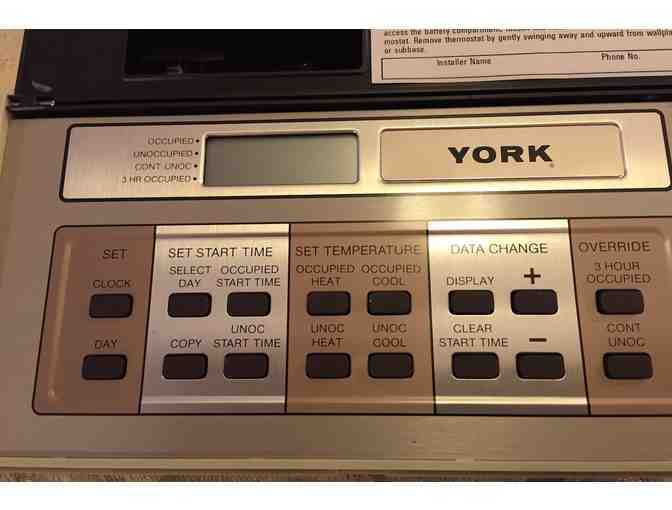 access the battery compartment,
mostat. Remove thermostat by gently swinging away and upward from wallpla
or subbase.
Installer Name
Phone No.
OCCUPIED •
UNOCCUPIED •
CONT UNOC •
3 HR OCCUPIED •
YORK
SET
SET START TIME
SET TEMPERATURE
DATA CHANGE
OVERRIDE
CLOCK
SELECT DAY
OCCUPIED START TIME
OCCUPIED HEAT
OCCUPIED COOL
DISPLAY
+
3 HOUR OCCUPIED
DAY
COPY
UNOC START TIME
UNOC HEAT
UNOC COOL
CLEAR START TIME
−
CONT UNOC